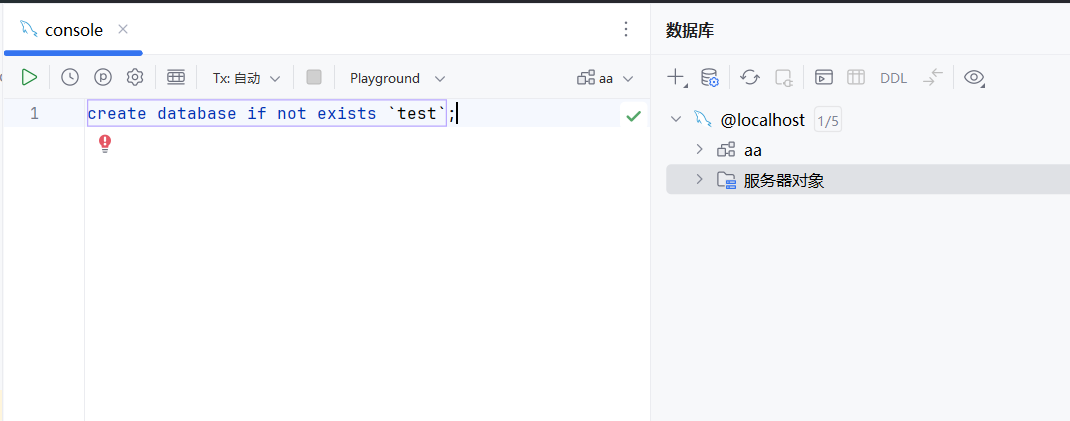 console
数据库
Tx: 自动
Playground
aa
DDL
1
create database if not exists `test`;
@localhost 1/5
aa
服务器对象